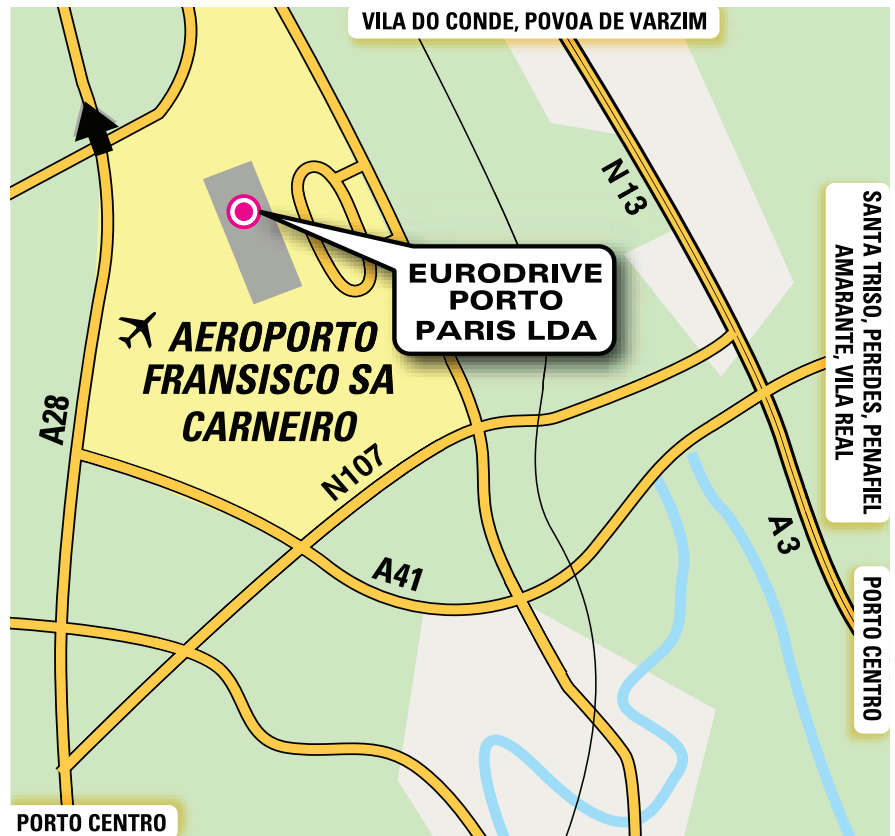 VILA DO CONDE, POVOA DE VARZIM
N 13
SANTA TRISO, PEREDES, PENAFIEL
AMARANTE, VILA REAL
EURODRIVE
PORTO
PARIS LDA
AEROPORTO
FRANSISCO SA
CARNEIRO
A28
N107
A41
A 3
PORTO CENTRO
PORTO CENTRO